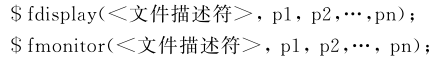 $ fdisplay(<文件描述符>, p1, p2,…,pn);
$ fmonitor(<文件描述符>, p1, p2,…, pn);